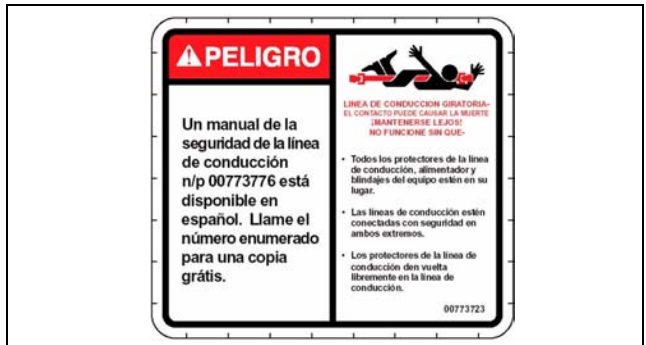 PELIGRO
Un manual de la
seguridad de la línea
de conducción
n/p 00773776 está
disponible en
español. Llame el
número enumerado
para una copia
grátis.
LINEA DE CONDUCCION GIRATORIA-
EL CONTACTO PUEDE CAUSAR LA MUERTE
¡MANTENERSE LEJOS!
NO FUNCIONE SIN QUE-
• Todos los protectores de la línea
de conducción, alimentador y
blindajes del equipo estén en su
lugar.
• Las líneas de conducción estén
conectadas con seguridad en
ambos extremos.
• Los protectores de la línea de
conducción den vuelta
libremente en la línea de
conducción.
00773723